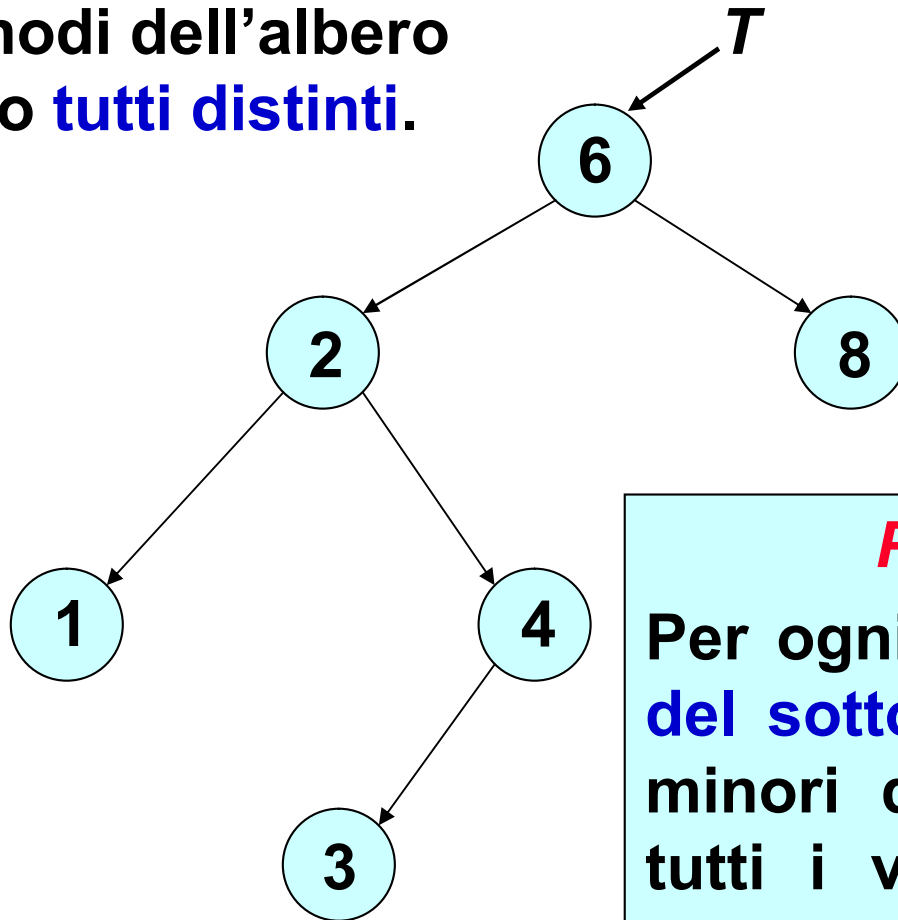 nodi dell'albero
o tutti distinti.
T
6
2
8
1
4
3
Per ogni
del sotto
minori
tutti i v